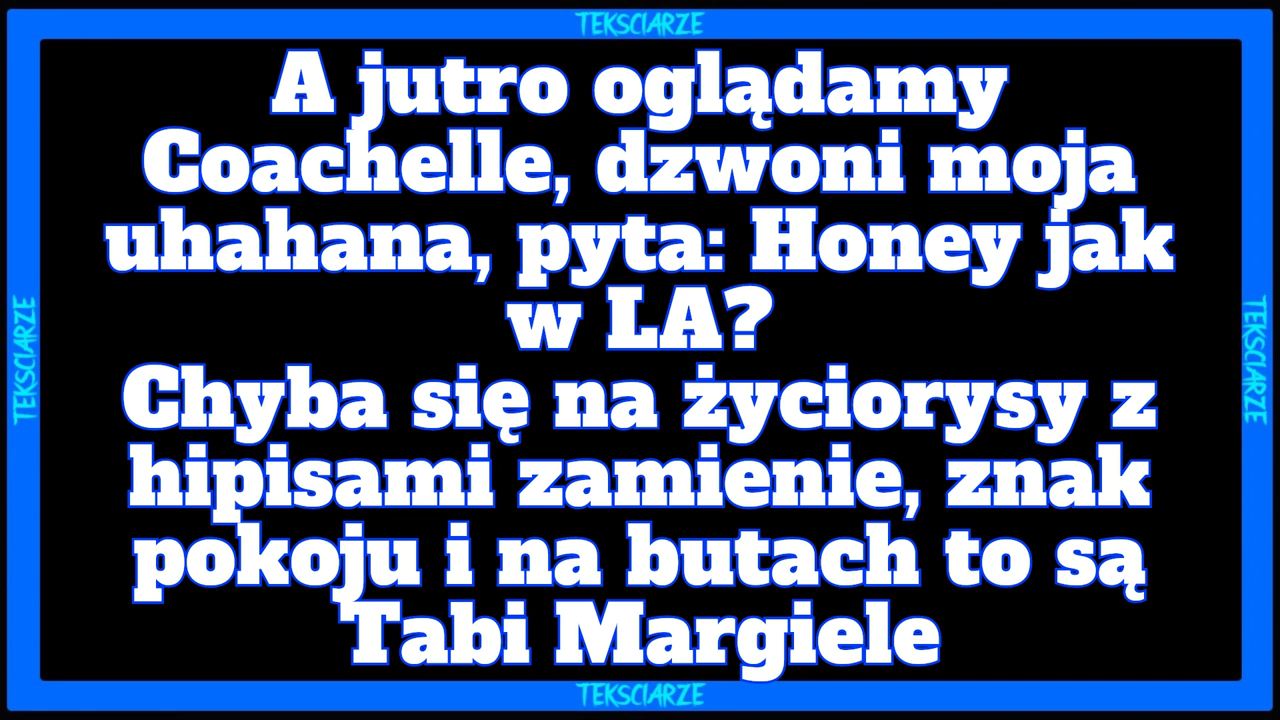 TEKSCIARZE
A jutro oglądamy
Coachelle, dzwoni moja
uhahana, pyta: Honey jak
w LA?
Chyba się na życiorysy z
hipisami zamienie, znak
pokoju i na butach to są
Tabi Margiele
TEKSCIARZE
TEKSCIARZE
TEKSCIARZE